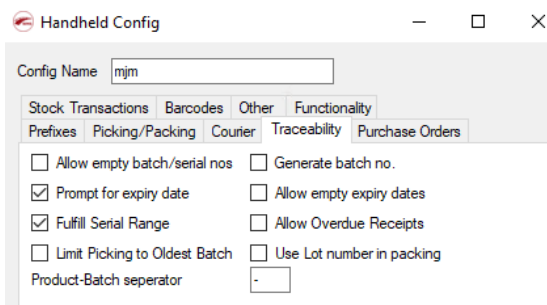 Handheld Config
Config Name mjm
Stock Transactions Barcodes Other Functionality
Prefixes Picking/Packing Courier Traceability Purchase Orders
Allow empty batch/serial nos Generate batch no.
Prompt for expiry date Allow empty expiry dates
Fulfill Serial Range Allow Overdue Receipts
Limit Picking to Oldest Batch Use Lot number in packing
Product-Batch seperator -